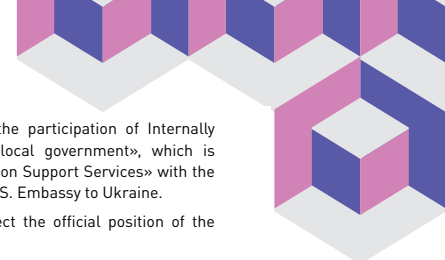 the participation of Internally
local government», which is
on Support Services» with the
S. Embassy to Ukraine.
ect the official position of the